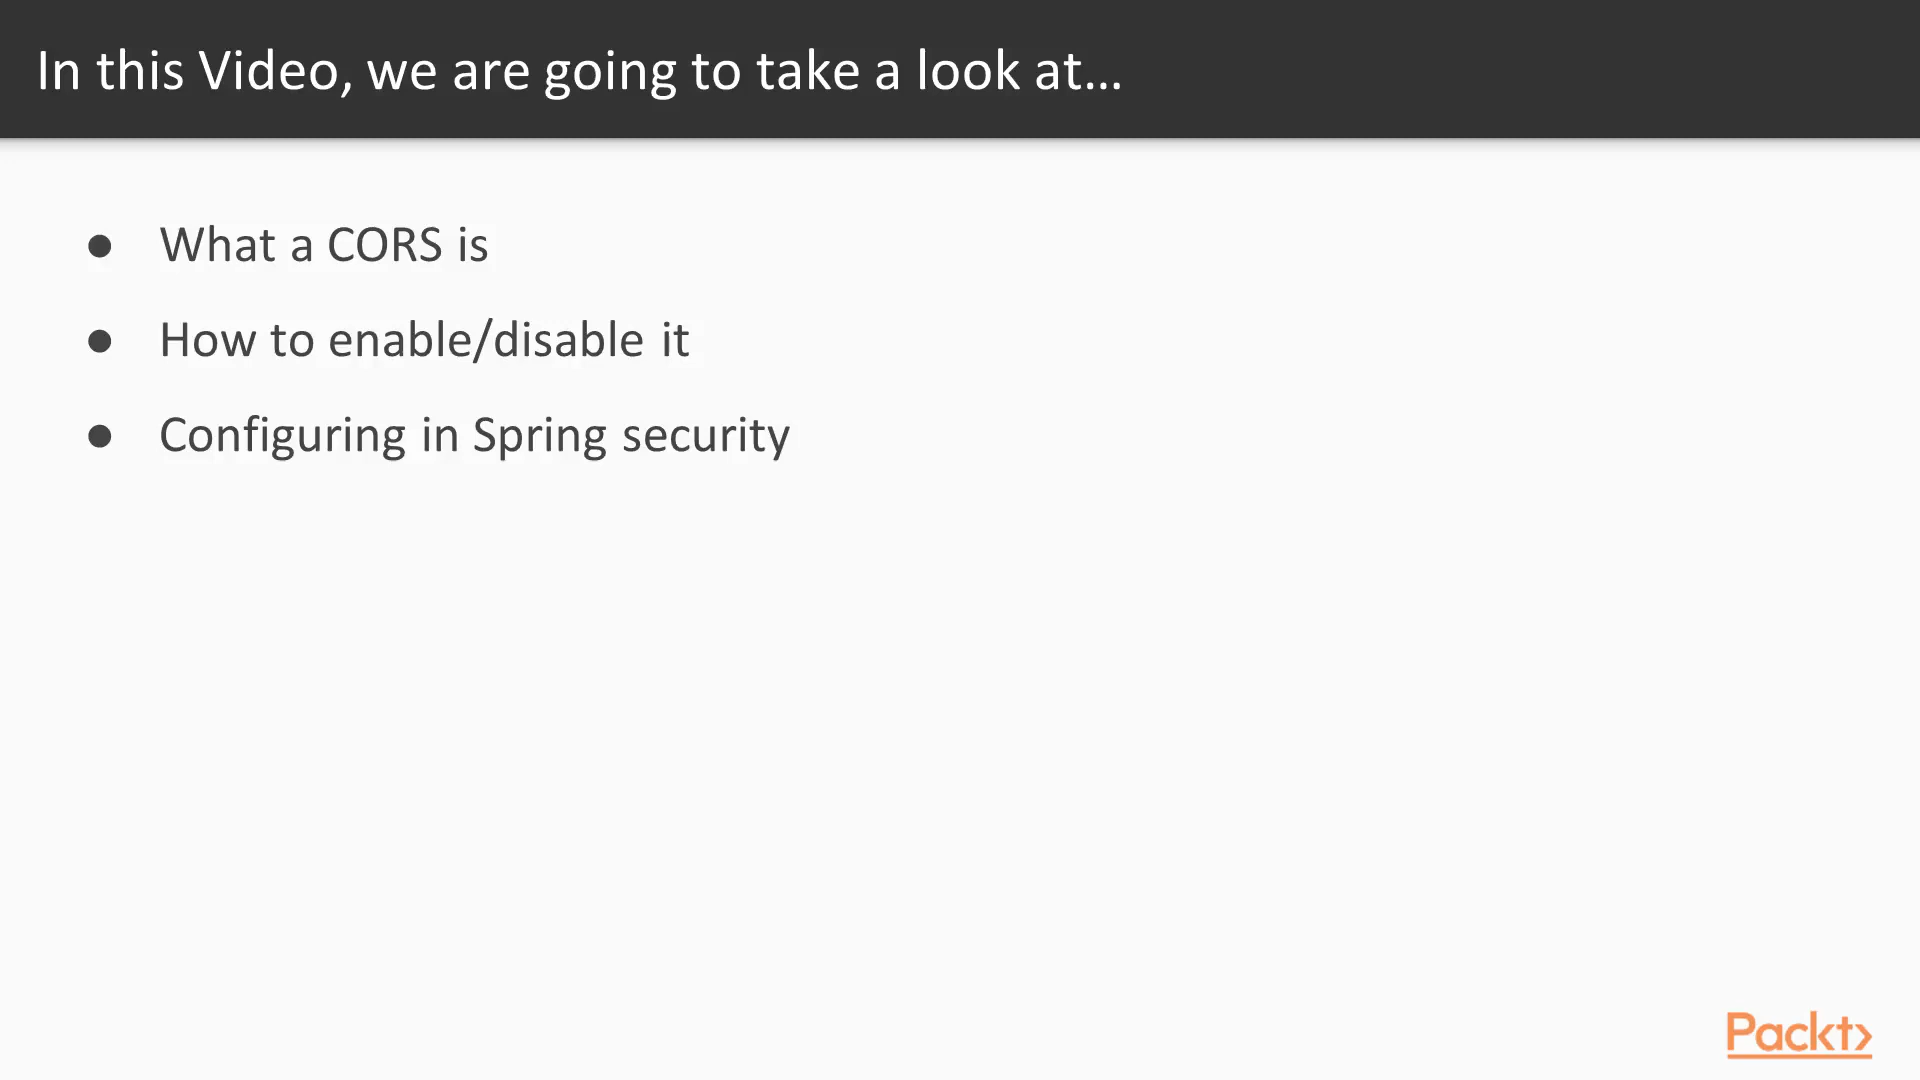 In this Video, we are going to take a look at...
● What a CORS is
● How to enable/disable it
● Configuring in Spring security
Packt>